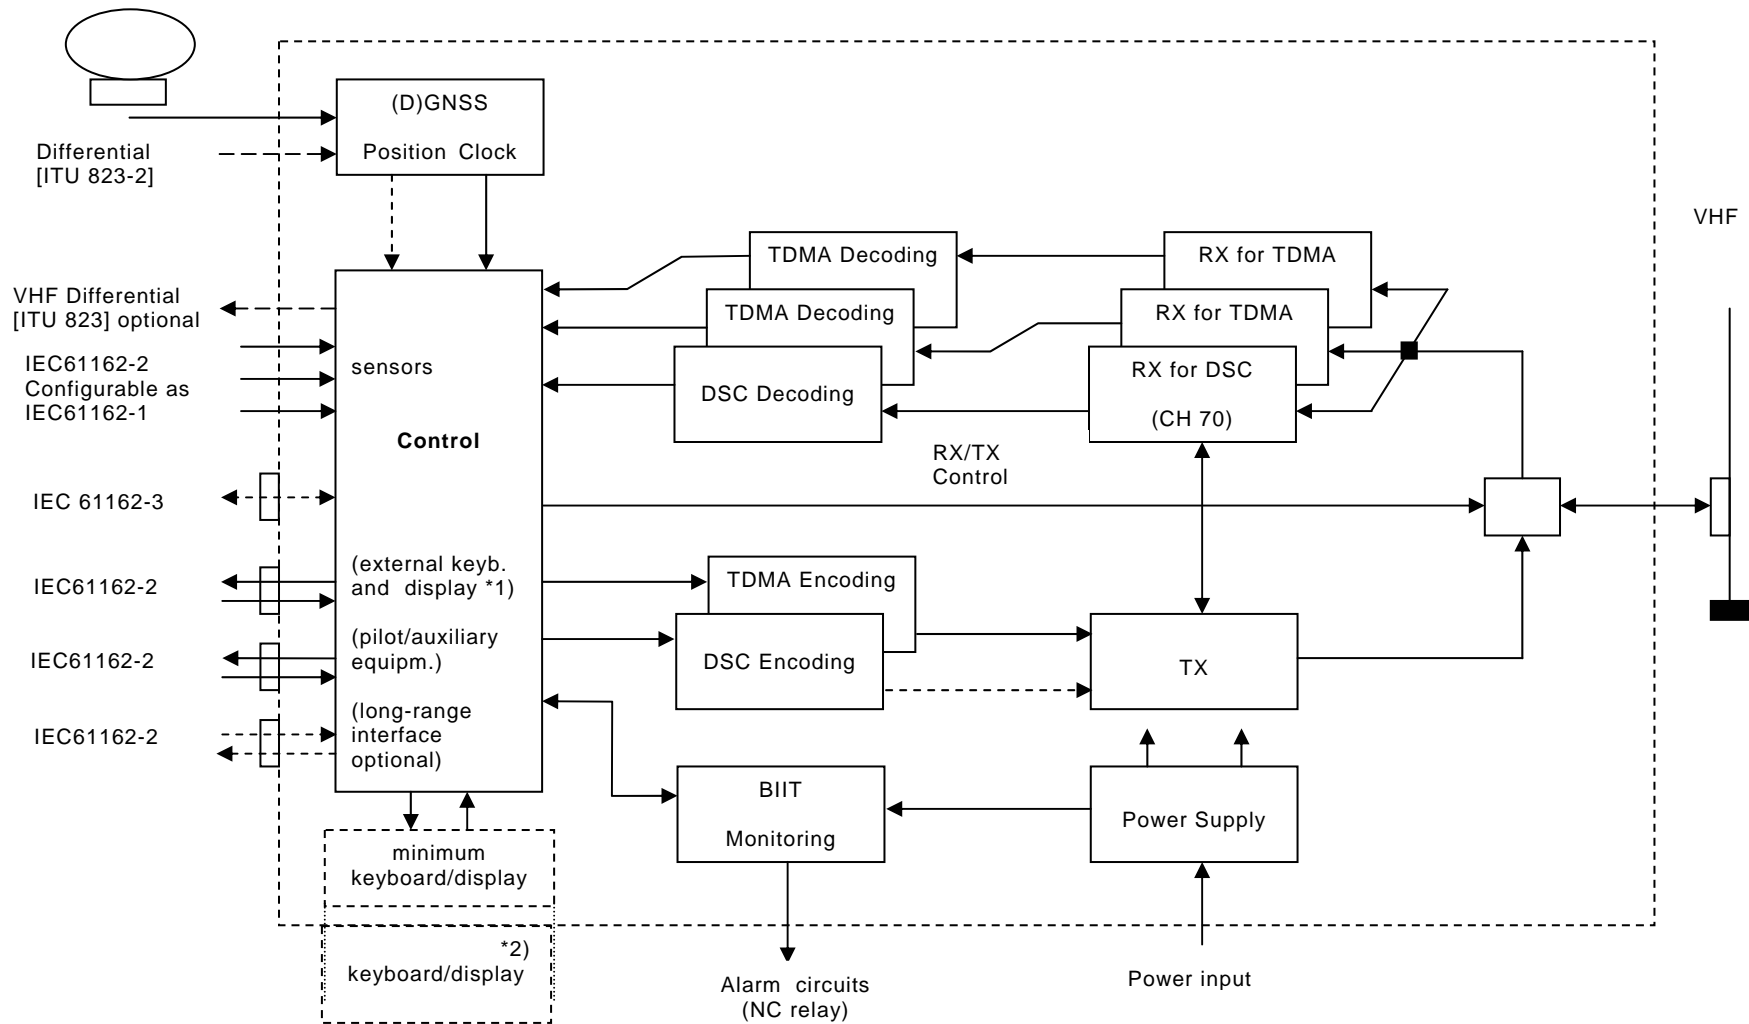 (D)GNSS
Position Clock
Differential
[ITU 823-2]
VHF
TDMA Decoding
RX for TDMA
VHF Differential
[ITU 823] optional
TDMA Decoding
RX for TDMA
IEC61162-2
Configurable as
IEC61162-1
sensors
DSC Decoding
RX for DSC
(CH 70)
Control
RX/TX
Control
IEC 61162-3
IEC61162-2
(external keyb.
and display *1)
TDMA Encoding
IEC61162-2
(pilot/auxiliary
equipm.)
DSC Encoding
TX
IEC61162-2
(long-range
interface
optional)
BIIT
Monitoring
Power Supply
minimum
keyboard/display
*2)
keyboard/display
Alarm circuits
(NC relay)
Power input